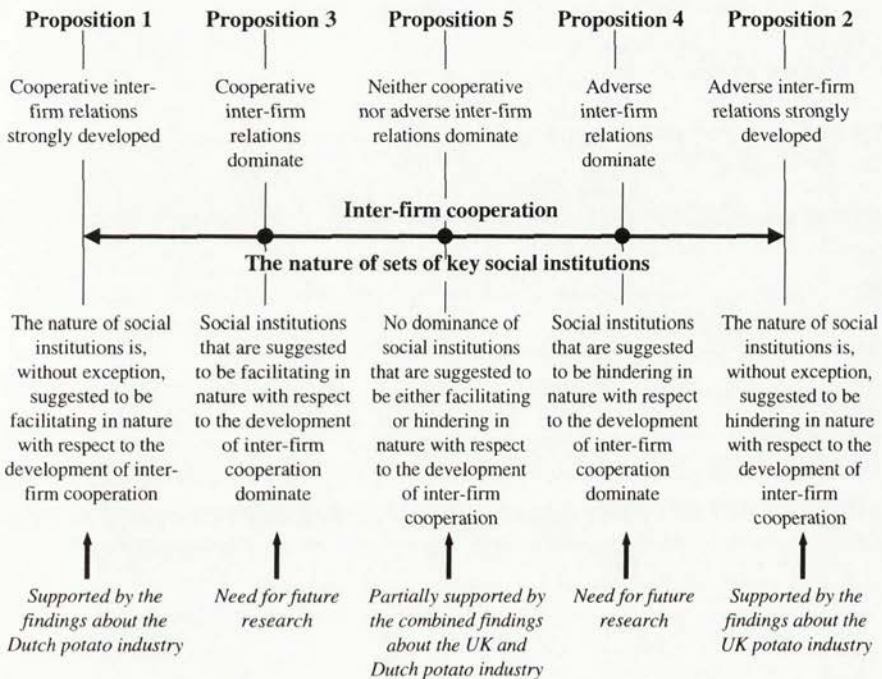 Proposition 1
Proposition 3
Proposition 5
Proposition 4
Proposition 2
Cooperative inter-
firm relations
strongly developed
Cooperative
inter-firm
relations
dominate
Neither cooperative
nor adverse inter-firm
relations dominate
Adverse
inter-firm
relations
dominate
Adverse inter-firm
relations strongly
developed
Inter-firm cooperation
The nature of sets of key social institutions
The nature of social
institutions is,
without exception,
suggested to be
facilitating in nature
with respect to the
development of inter-
firm cooperation
Social institutions
that are suggested
to be facilitating in
nature with respect
to the development
of inter-firm
cooperation
dominate
No dominance of
social institutions
that are suggested to
be either facilitating
or hindering in
nature with respect
to the development
of inter-firm
cooperation
Social institutions
that are suggested
to be hindering in
nature with respect
to the development
of inter-firm
cooperation
dominate
The nature of social
institutions is,
without exception,
suggested to be
hindering in nature
with respect to the
development of
inter-firm
cooperation
Supported by the
findings about the
Dutch potato industry
Need for future
research
Partially supported by
the combined findings
about the UK and
Dutch potato industry
Need for future
research
Supported by the
findings about the
UK potato industry